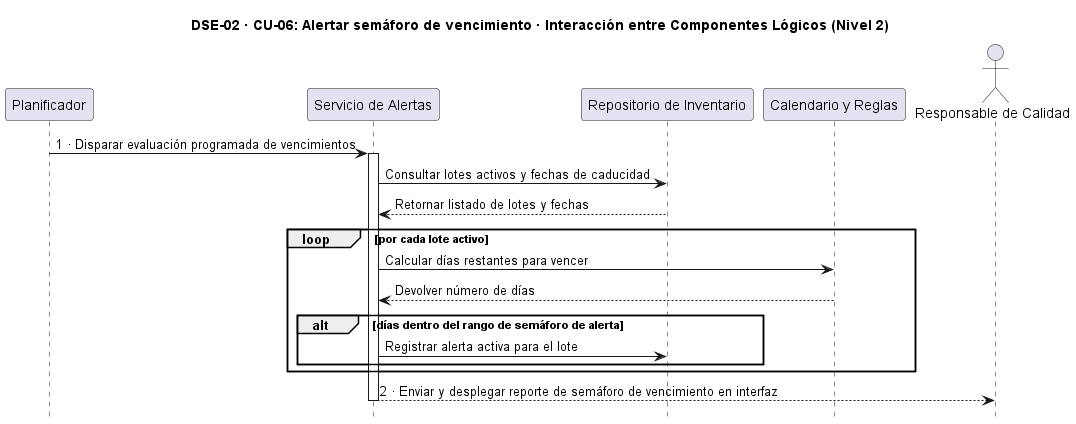 DSE-02 · CU-06: Alertar semáforo de vencimiento · Interacción entre Componentes Lógicos (Nivel 2)
Planificador
Servicio de Alertas
Repositorio de Inventario
Calendario y Reglas
Responsable de Calidad
1 · Disparar evaluación programada de vencimientos
Consultar lotes activos y fechas de caducidad
Retornar listado de lotes y fechas
loop [por cada lote activo]
Calcular días restantes para vencer
Devolver número de días
alt [días dentro del rango de semáforo de alerta]
Registrar alerta activa para el lote
2 · Enviar y desplegar reporte de semáforo de vencimiento en interfaz